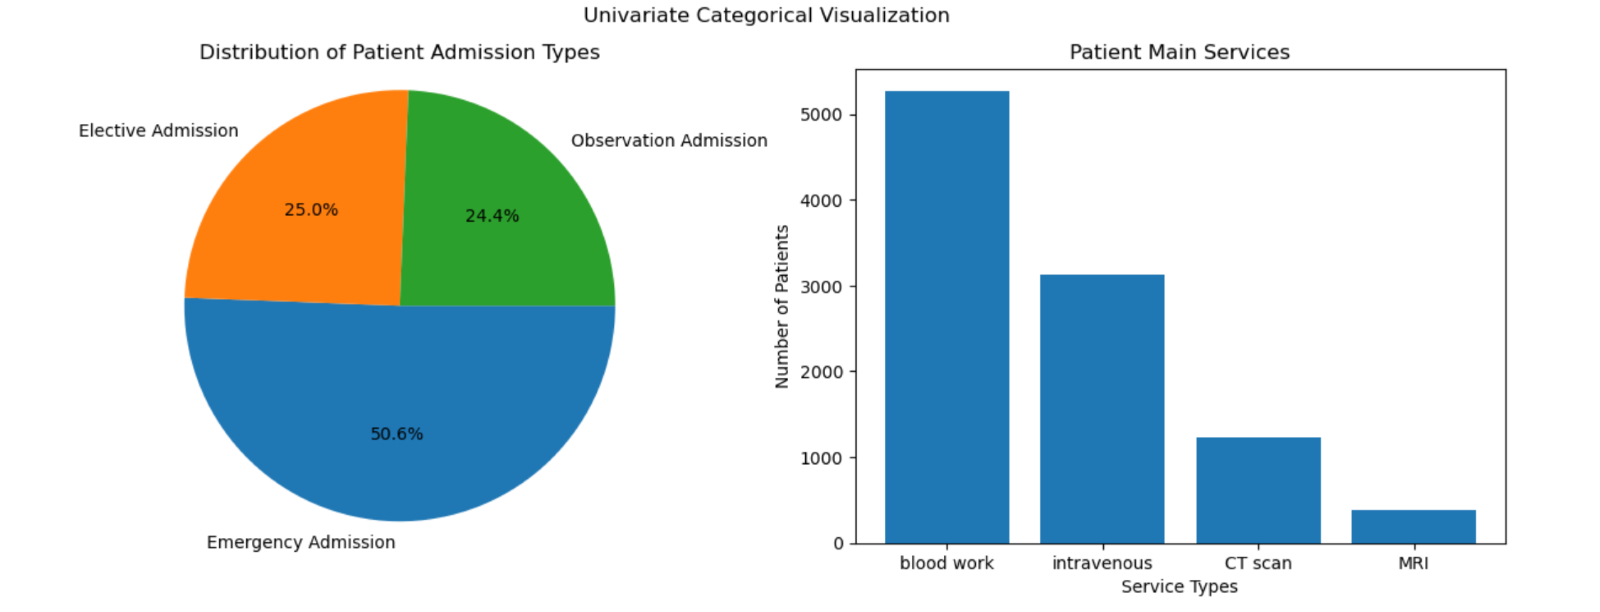 Univariate Categorical Visualization
Distribution of Patient Admission Types
Elective Admission
Observation Admission
25.0%
24.4%
50.6%
Emergency Admission
Patient Main Services
Number of Patients
5000
4000
3000
2000
1000
0
blood work
intravenous
CT scan
MRI
Service Types